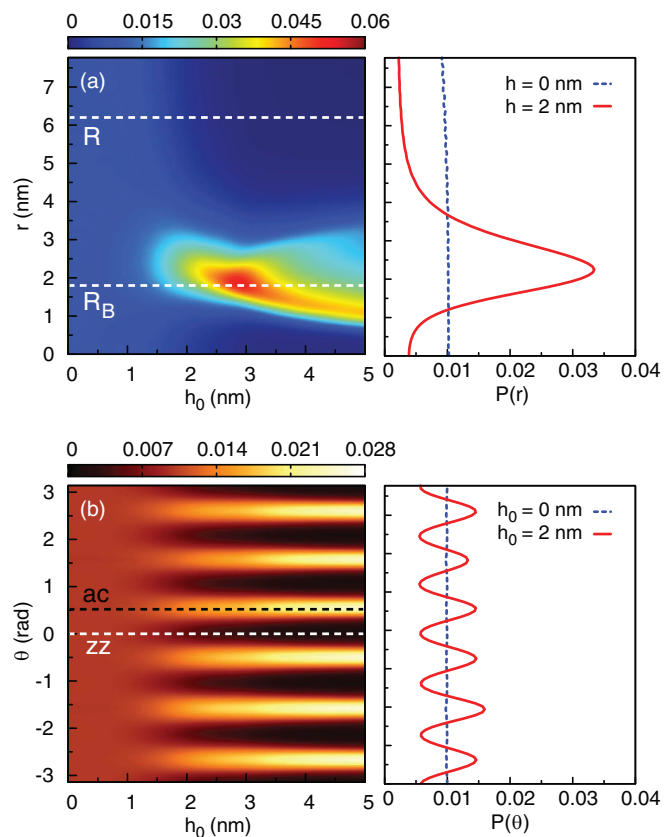 0 0.015 0.03 0.045 0.06
(a)
7
6
5
4
3
2
1
0
r (nm)
R
R_B
0 1 2 3 4 5
h_0 (nm)
h = 0 nm
h = 2 nm
0 0.01 0.02 0.03 0.04
P(r)
0 0.007 0.014 0.021 0.028
(b)
3
2
1
0
-1
-2
-3
θ (rad)
ac
zz
0 1 2 3 4 5
h_0 (nm)
h_0 = 0 nm
h_0 = 2 nm
0 0.01 0.02 0.03 0.04
P(θ)